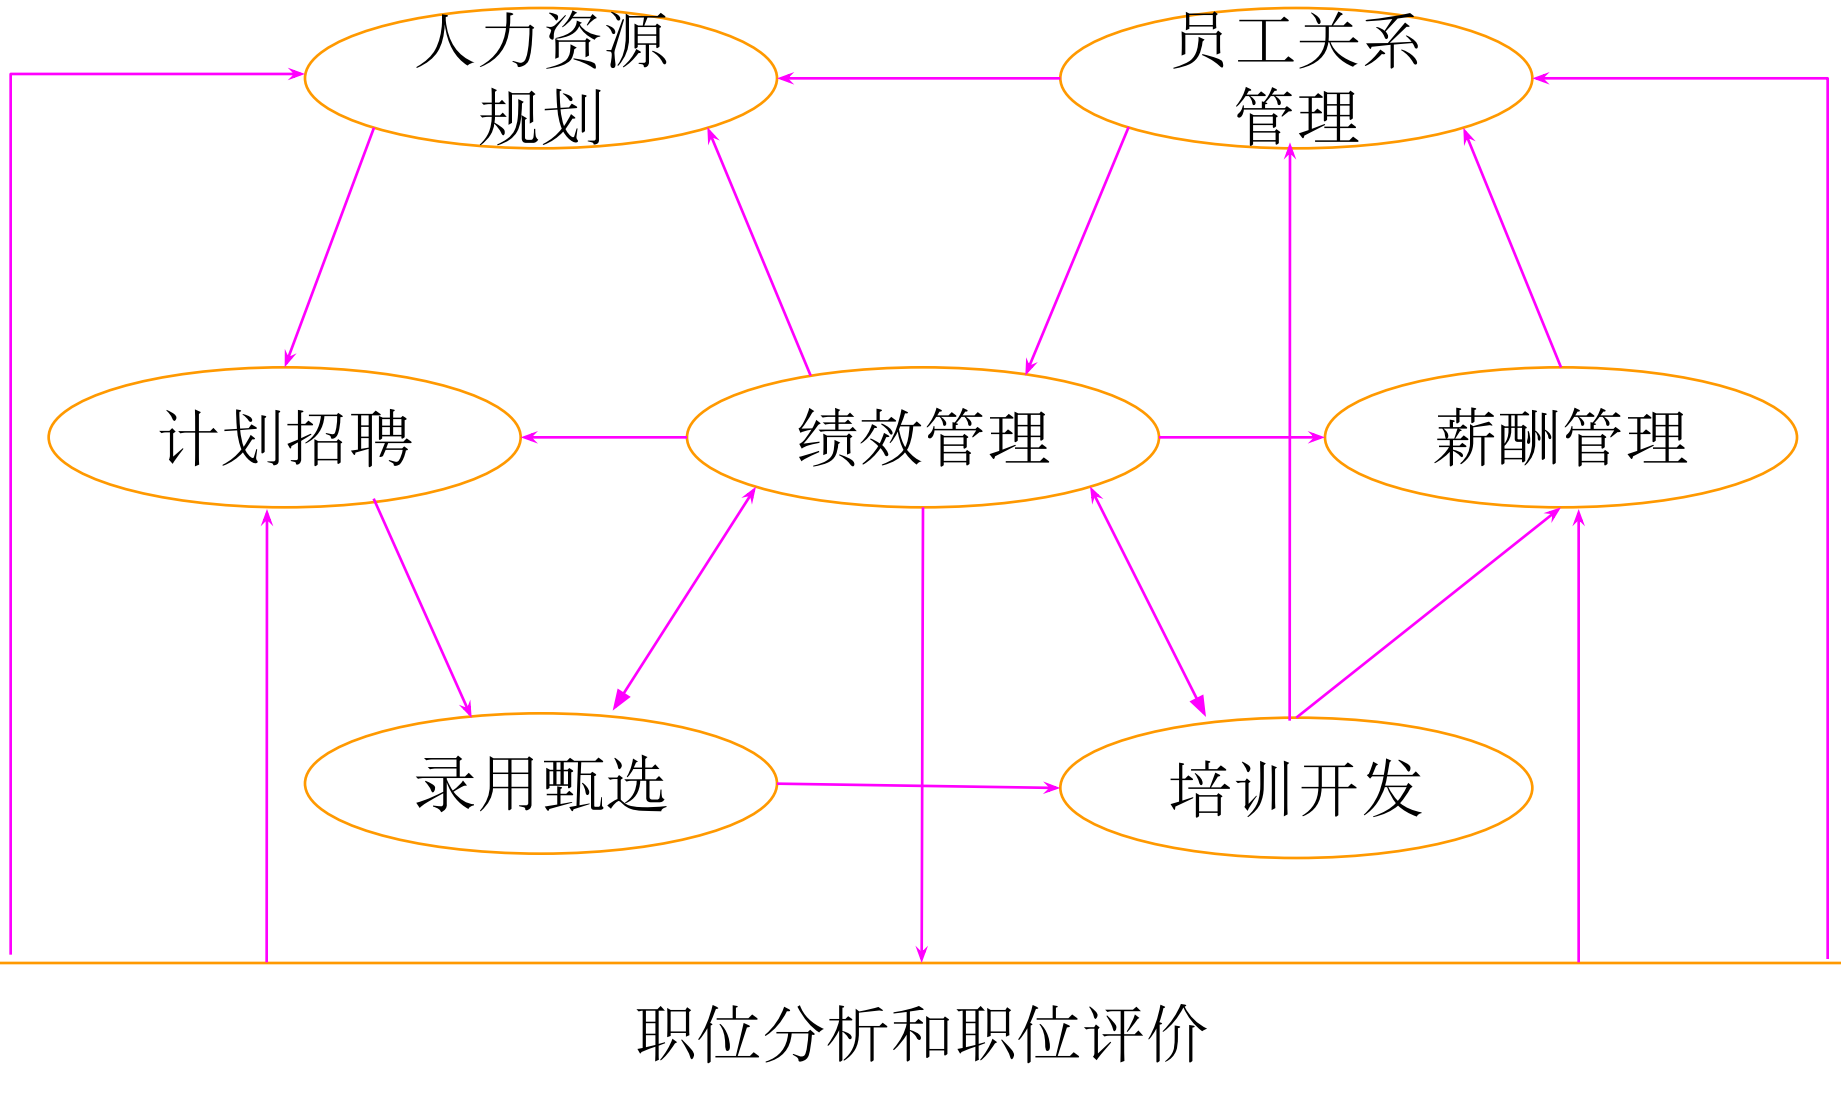 人力资源
规划
员工关系
管理
计划招聘
绩效管理
薪酬管理
录用甄选
培训开发
职位分析和职位评价